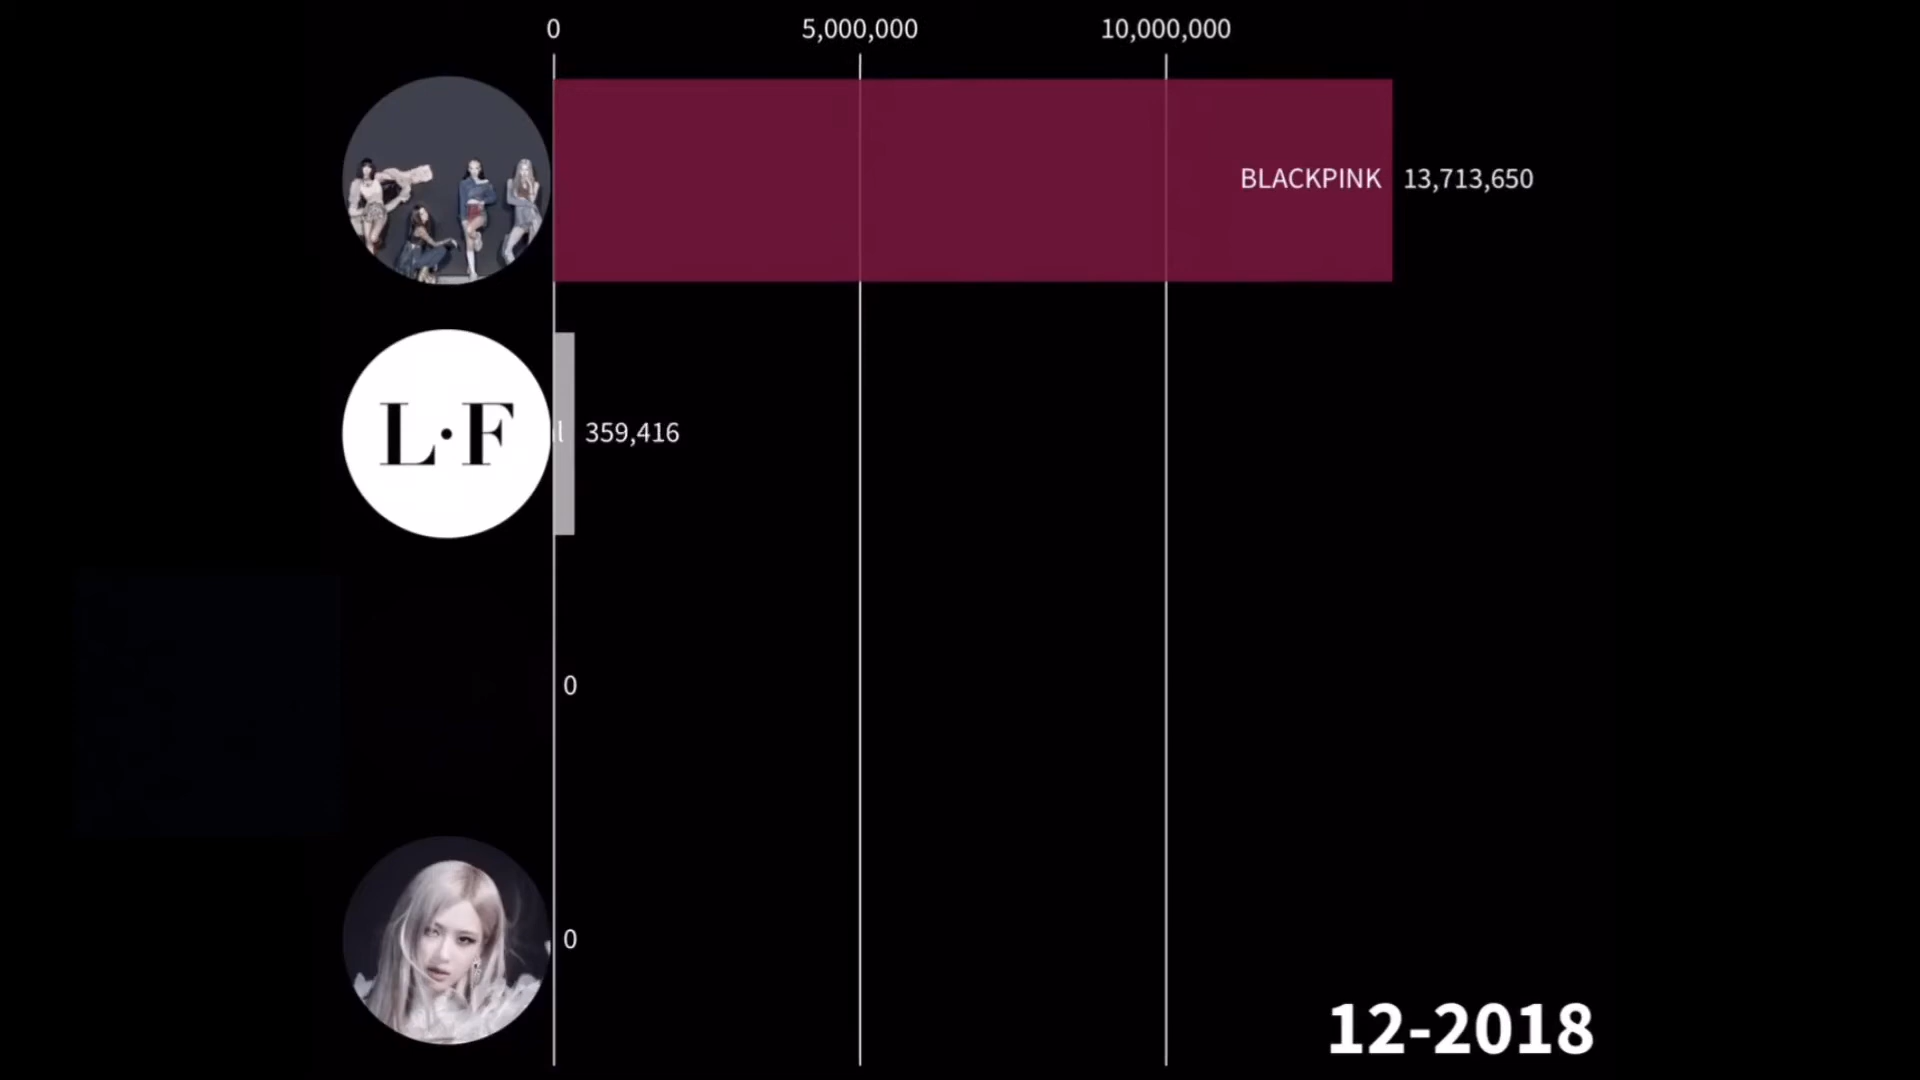 0 5,000,000 10,000,000
BLACKPINK 13,713,650
L·F
l 359,416
0
0
12-2018